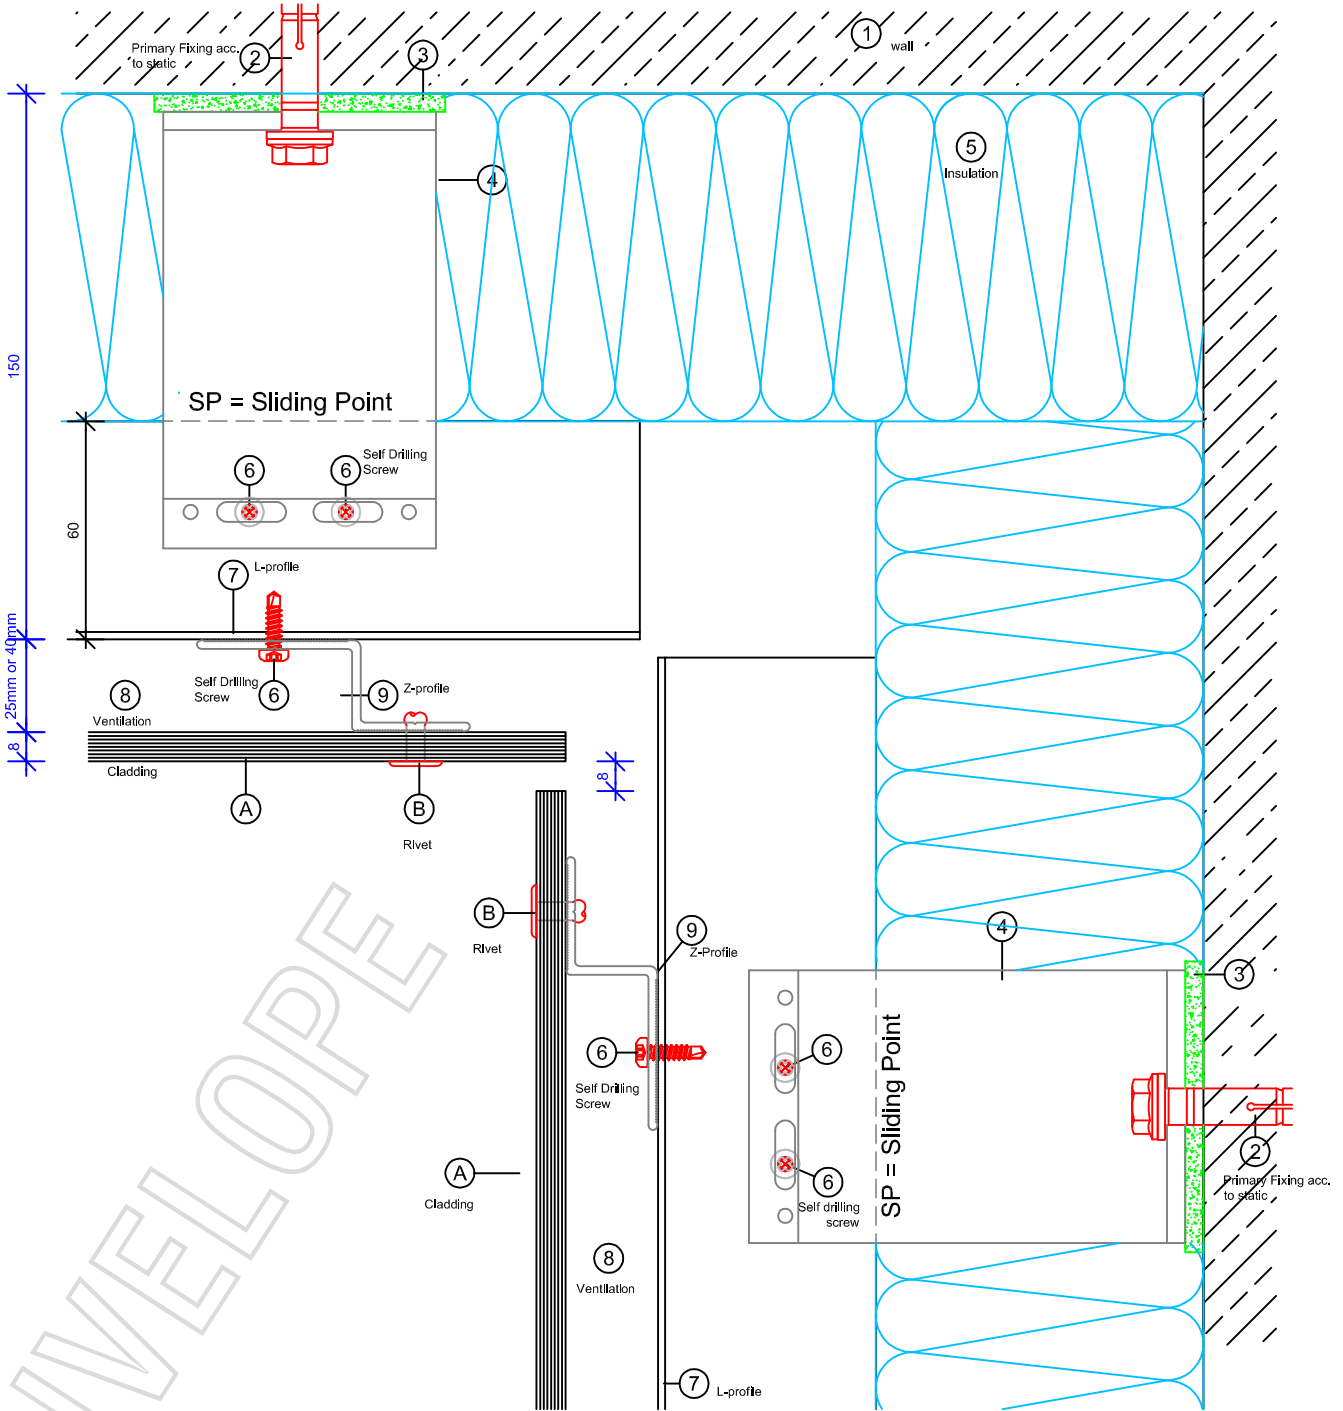 1
wall
Primary Fixing acc.
to static
2
3
4
5
Insulation
150
SP = Sliding Point
6
6
Self Drilling
Screw
60
7
L-profile
25mm or 40mm
8
Ventilation
Self Drilling
Screw
6
9
Z-profile
8
Cladding
A
B
Rivet
8
B
Rivet
9
Z-Profile
4
3
6
Self Drilling
Screw
6
SP = Sliding Point
2
Primary Fixing acc.
to static
A
Cladding
6
Self drilling
screw
8
Ventilation
7
L-profile
VELOPE